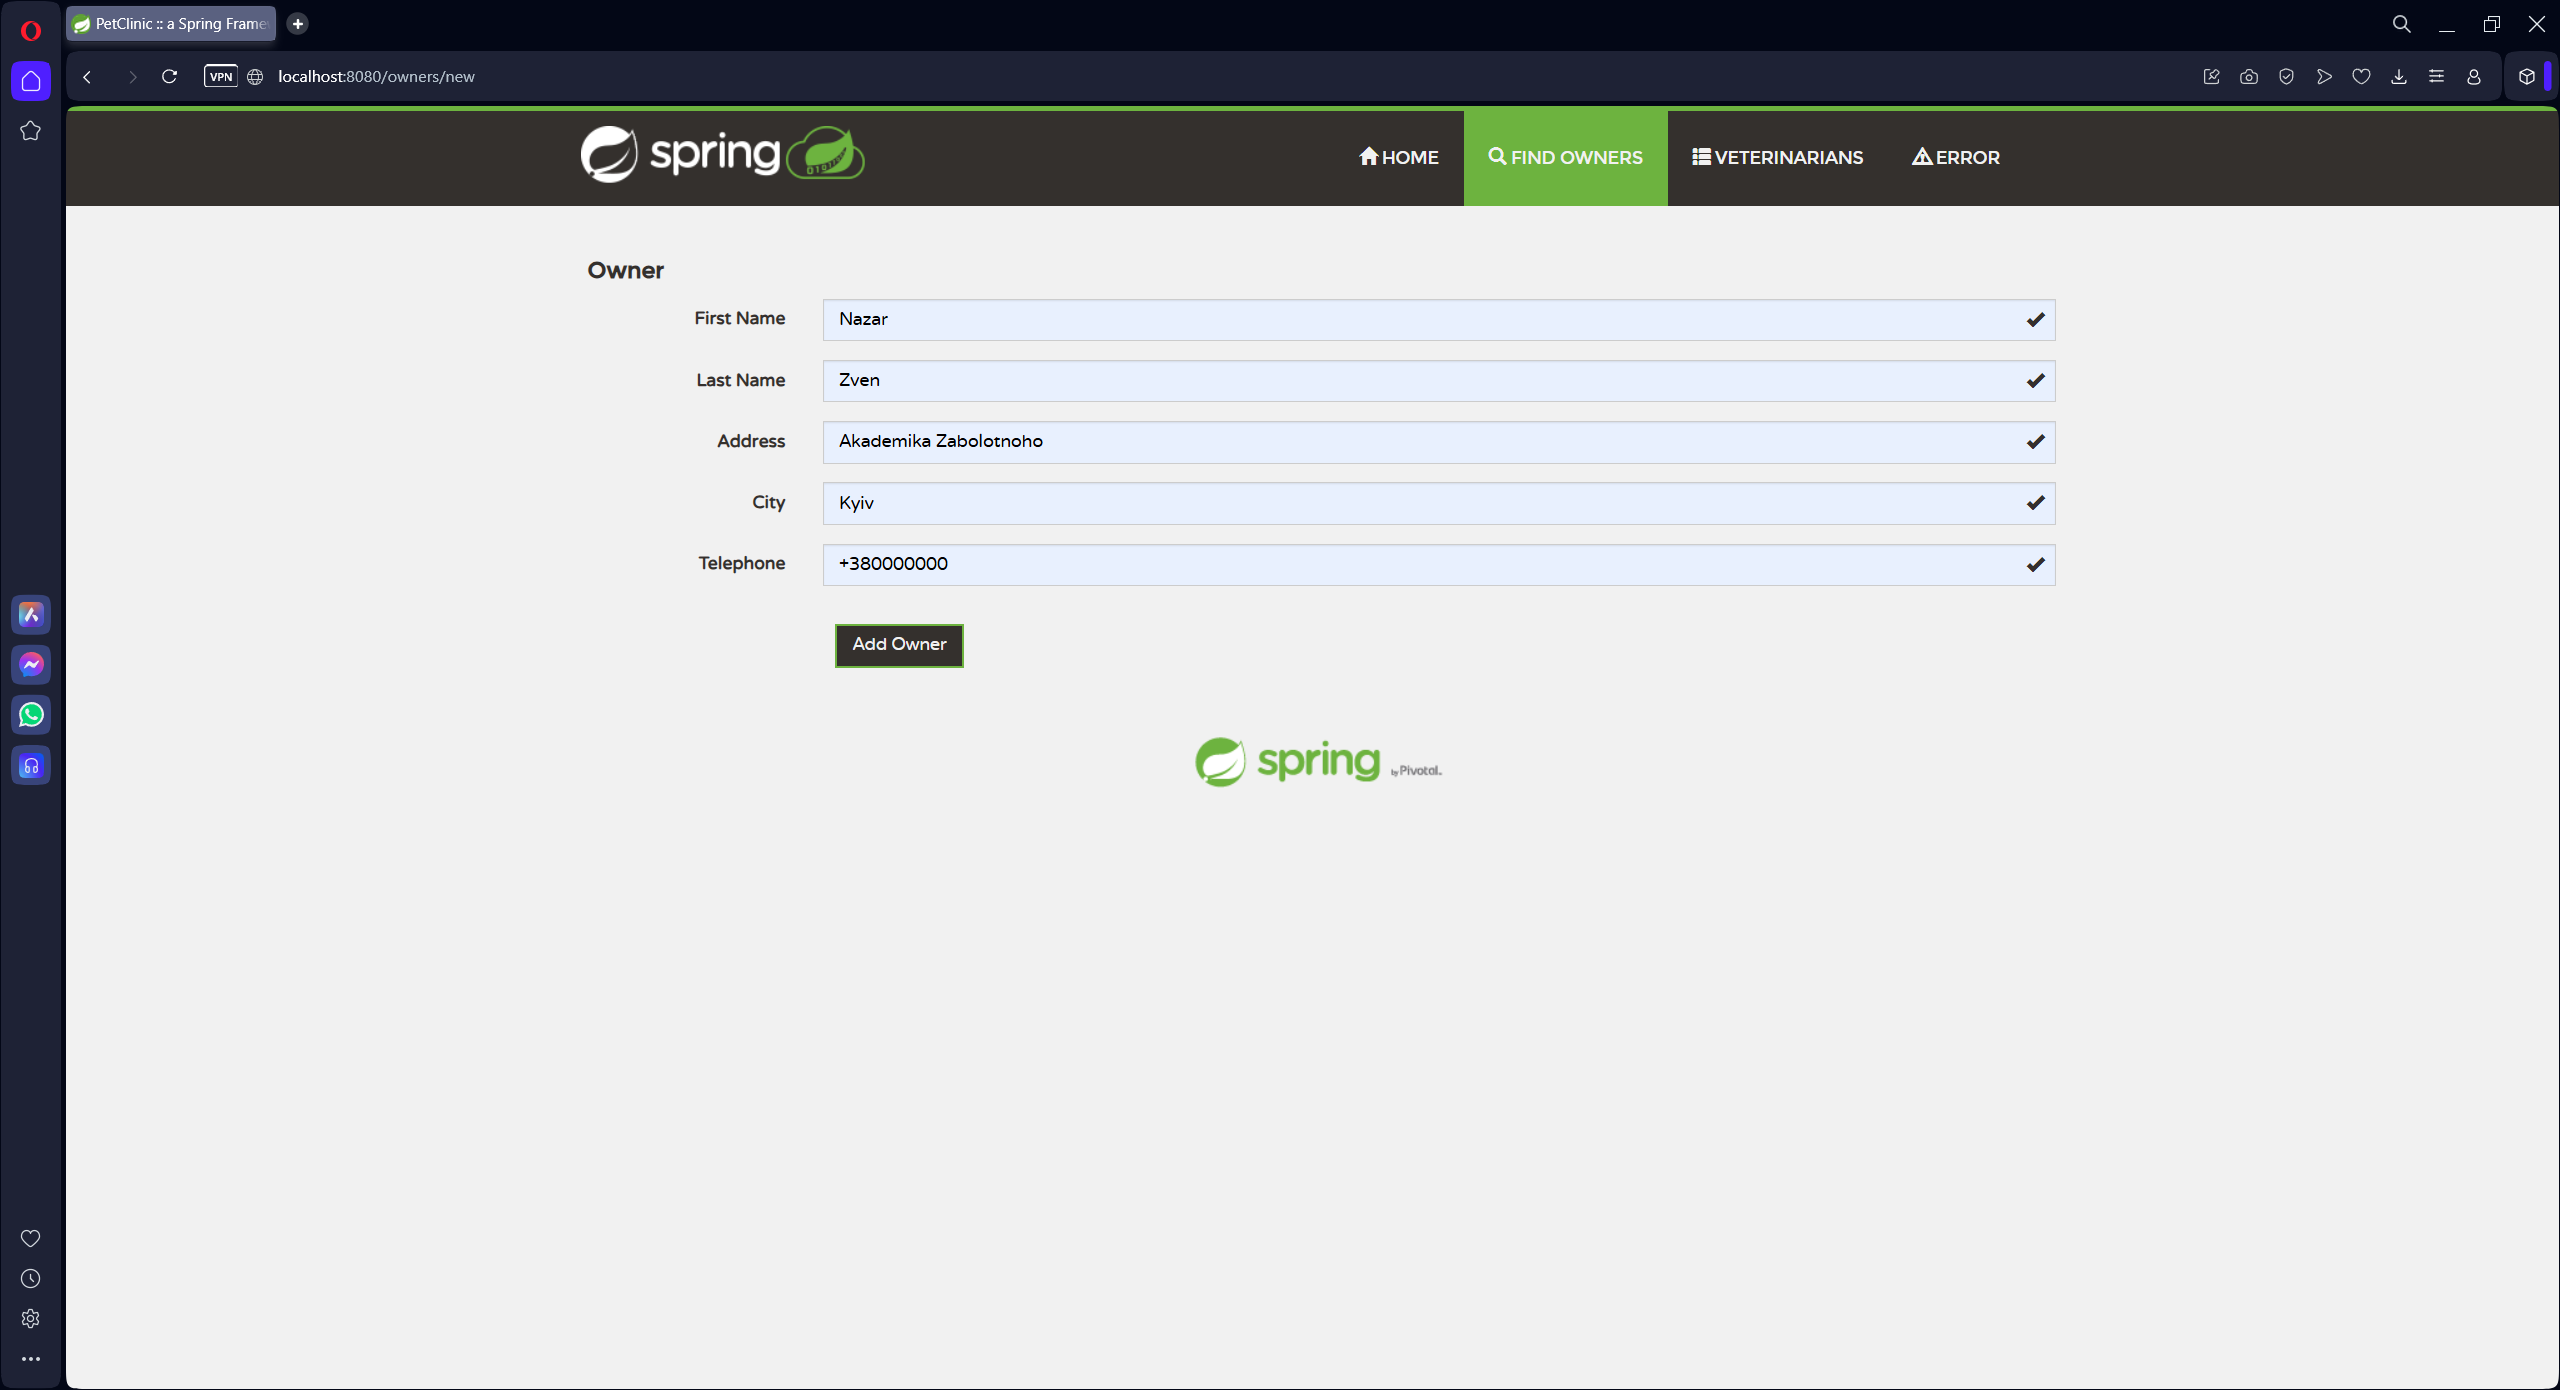 PetClinic :: a Spring Frame
VPN localhost:8080/owners/new
spring
HOME
FIND OWNERS
VETERINARIANS
ERROR
Owner
First Name Nazar
Last Name Zven
Address Akademika Zabolotnoho
City Kyiv
Telephone +380000000
Add Owner
spring by Pivotal